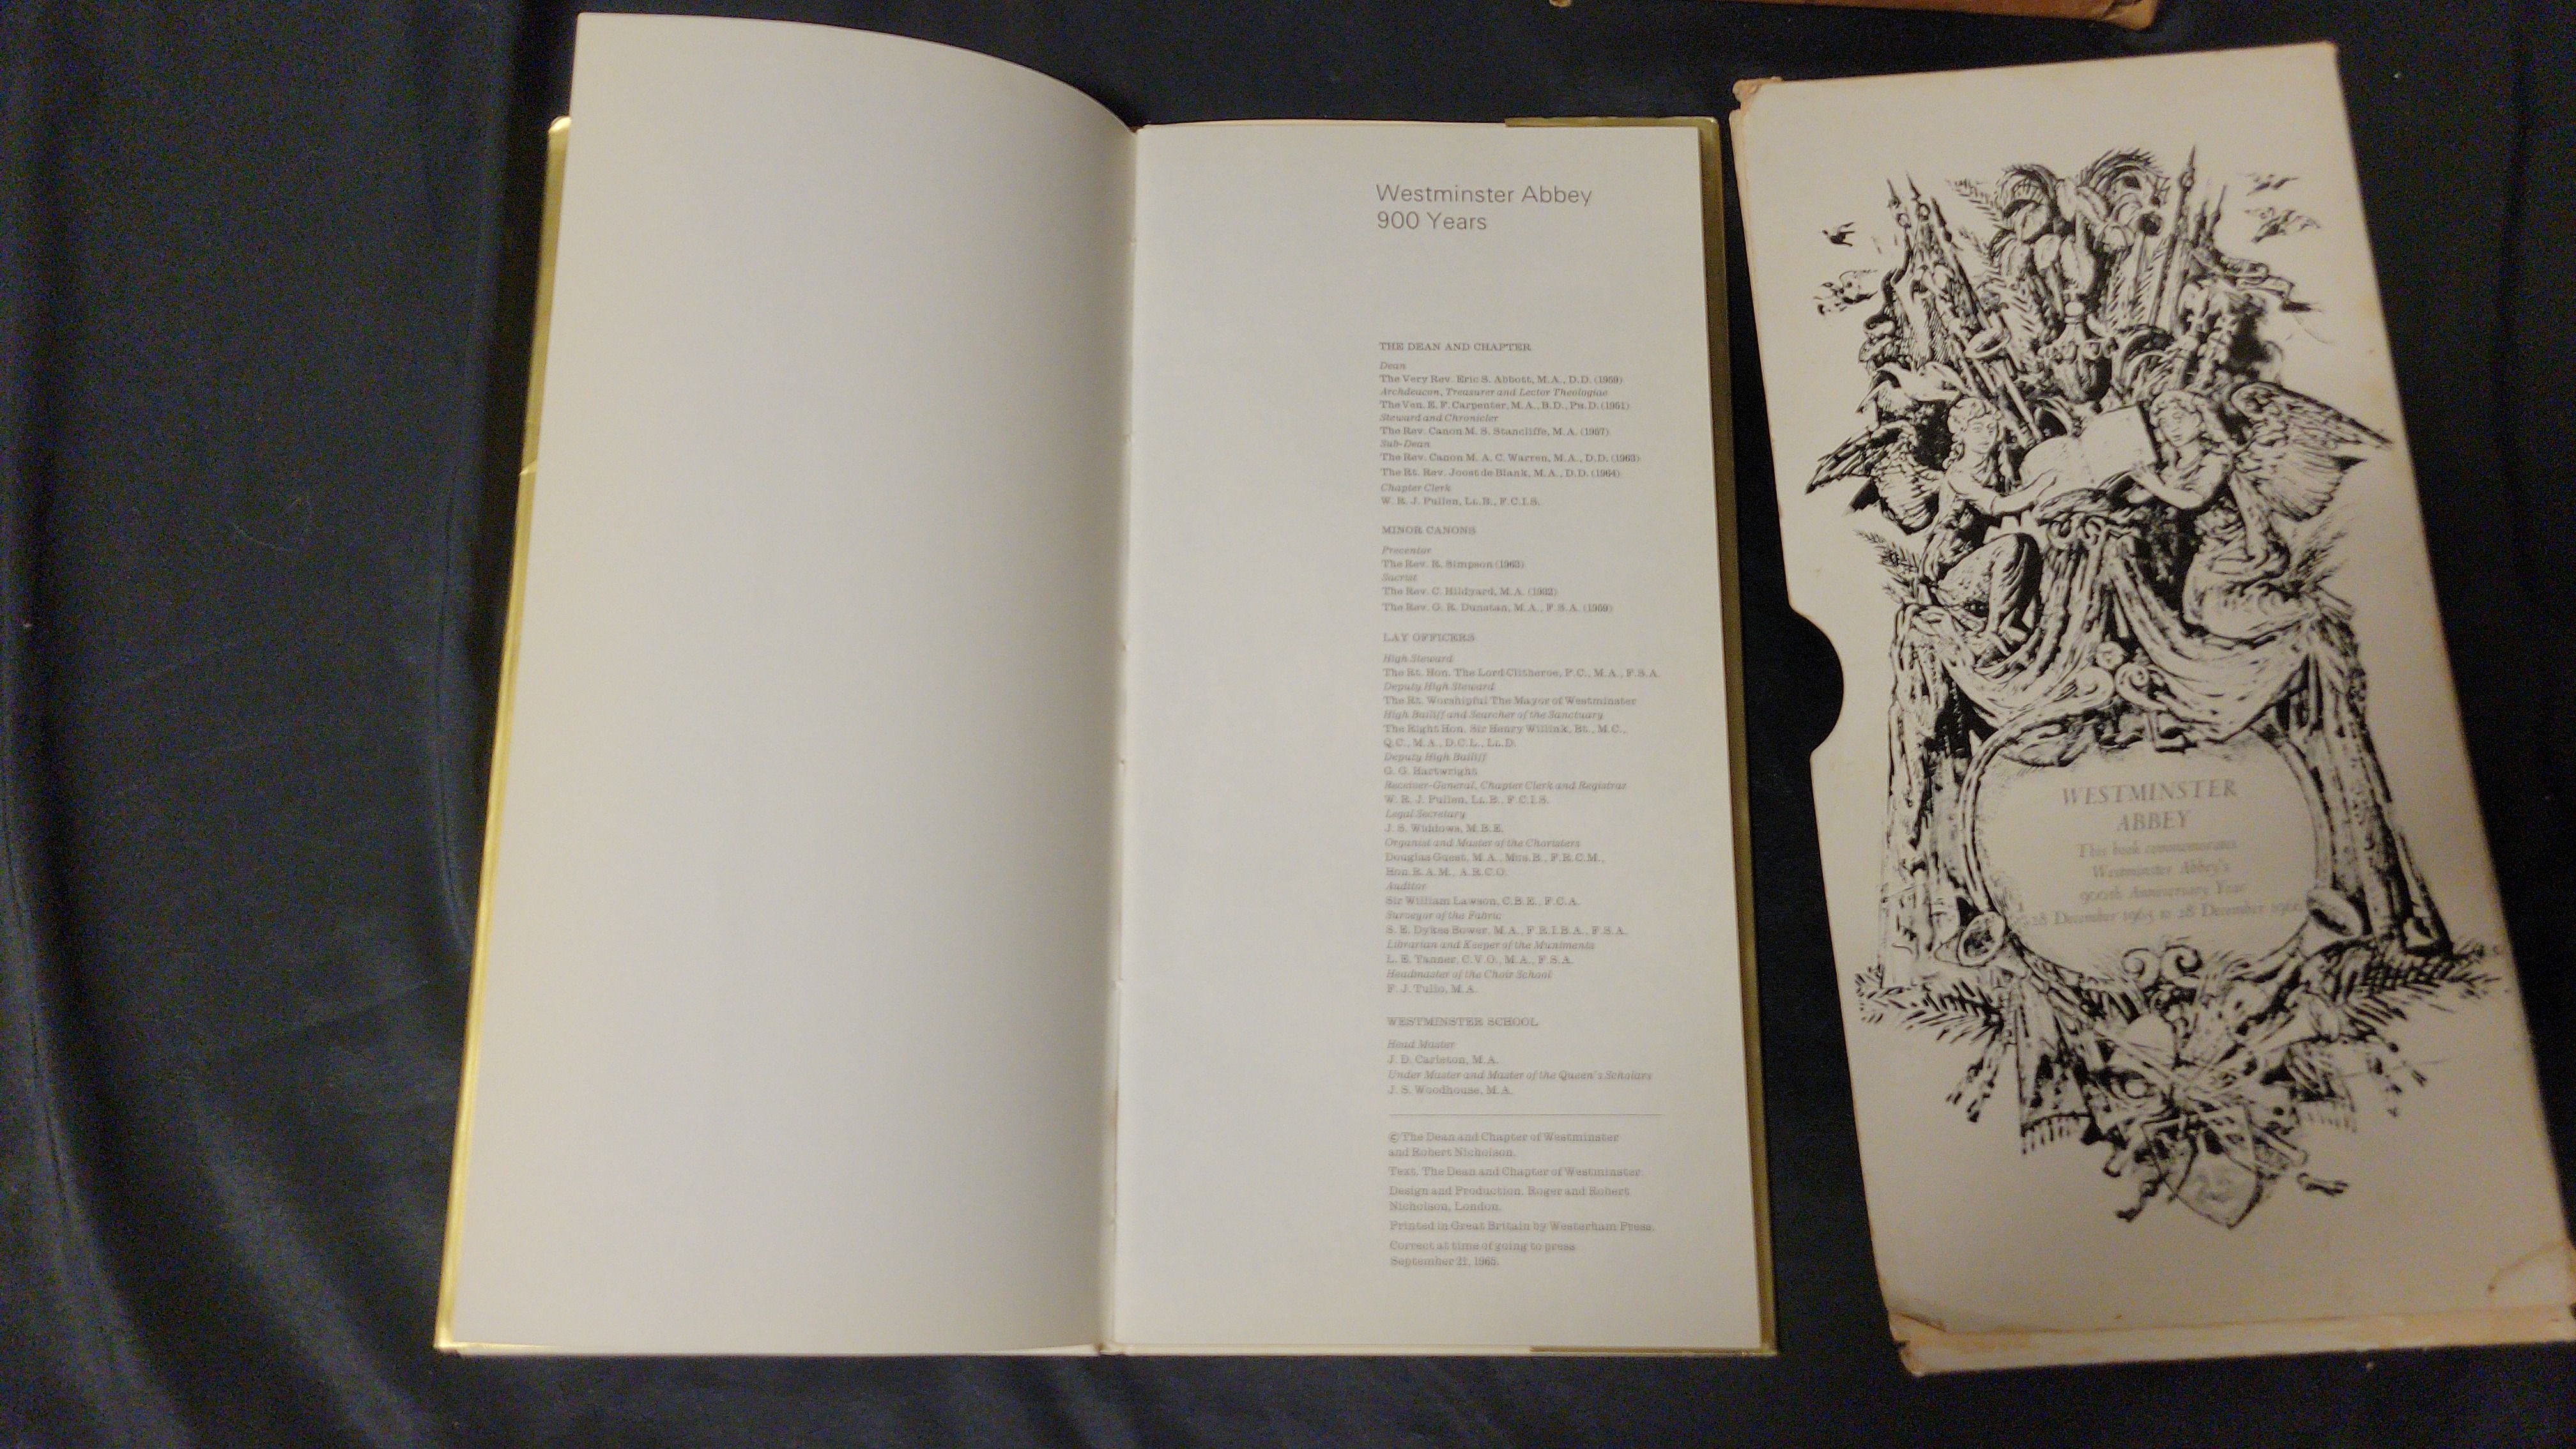 Westminster Abbey
900 Years
THE DEAN AND CHAPTER
Dean
The Very Rev. Eric S. Abbott, M.A., D.D. (1959)
Archdeacon, Treasurer and Lector Theologiae
The Ven. E. F. Carpenter, M.A., B.D., PH.D. (1951)
Steward and Chronicler
The Rev. Canon M. S. Stancliffe, M.A. (1957)
Sub-Dean
The Rev. Canon M. A. C. Warren, M.A., D.D. (1963)
The Rt. Rev. Joost de Blank, M.A., D.D. (1964)
Chapter Clerk
W. R. J. Pullen, LL.B., F.C.I.S.
MINOR CANONS
Precentor
The Rev. R. Simpson (1963)
Sacrist
The Rev. C. Hildyard, M.A. (1932)
The Rev. G. R. Dunstan, M.A., F.S.A. (1959)
LAY OFFICERS
High Steward
The Rt. Hon. The Lord Clitheroe, P.C., M.A., F.S.A.
Deputy High Steward
The Rt. Worshipful The Mayor of Westminster
High Bailiff and Searcher of the Sanctuary
The Right Hon. Sir Henry Willink, Bt., M.C.,
Q.C., M.A., D.C.L., LL.D.
Deputy High Bailiff
G. G. Hartwright
Receiver-General, Chapter Clerk and Registrar
W. R. J. Pullen, LL.B., F.C.I.S.
Legal Secretary
J. S. Widdows, M.B.E.
Organist and Master of the Choristers
Douglas Guest, M.A., Mus.B., F.R.C.M.,
Hon. R.A.M., A.R.C.O.
Auditor
Sir William Lawson, C.B.E., F.C.A.
Surveyor of the Fabric
S. E. Dykes Bower, M.A., F.R.I.B.A., F.S.A.
Librarian and Keeper of the Muniments
L. E. Tanner, C.V.O., M.A., F.S.A.
Headmaster of the Choir School
F. J. Tullo, M.A.
WESTMINSTER SCHOOL
Head Master
J. D. Carleton, M.A.
Under Master and Master of the Queen's Scholars
J. S. Woodhouse, M.A.
© The Dean and Chapter of Westminster
and Robert Nicholson.
Text, The Dean and Chapter of Westminster.
Design and Production, Roger and Robert
Nicholson, London.
Printed in Great Britain by Westerham Press.
Correct at time of going to press
September 21, 1965.
WESTMINSTER
ABBEY
This book commemorates
Westminster Abbey's
900th Anniversary Year
28 December 1965 to 28 December 1966